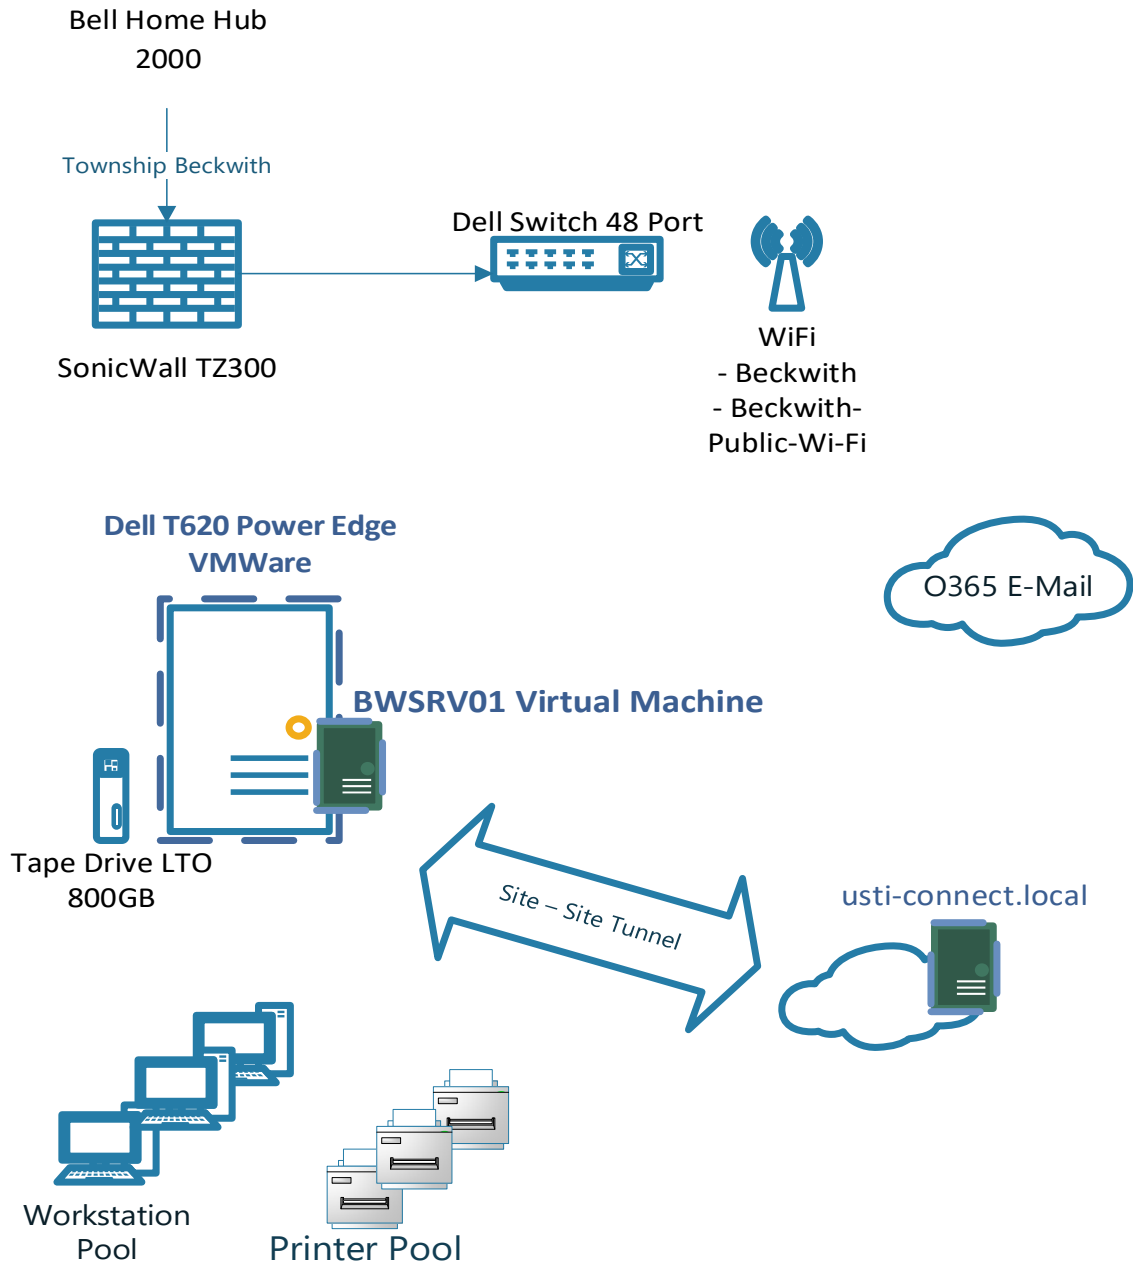 Bell Home Hub
2000
Township Beckwith
Dell Switch 48 Port
SonicWall TZ300
WiFi
- Beckwith
- Beckwith-
Public-Wi-Fi
Dell T620 Power Edge
VMWare
O365 E-Mail
BWSRV01 Virtual Machine
Tape Drive LTO
800GB
Site – Site Tunnel
usti-connect.local
Workstation
Pool
Printer Pool